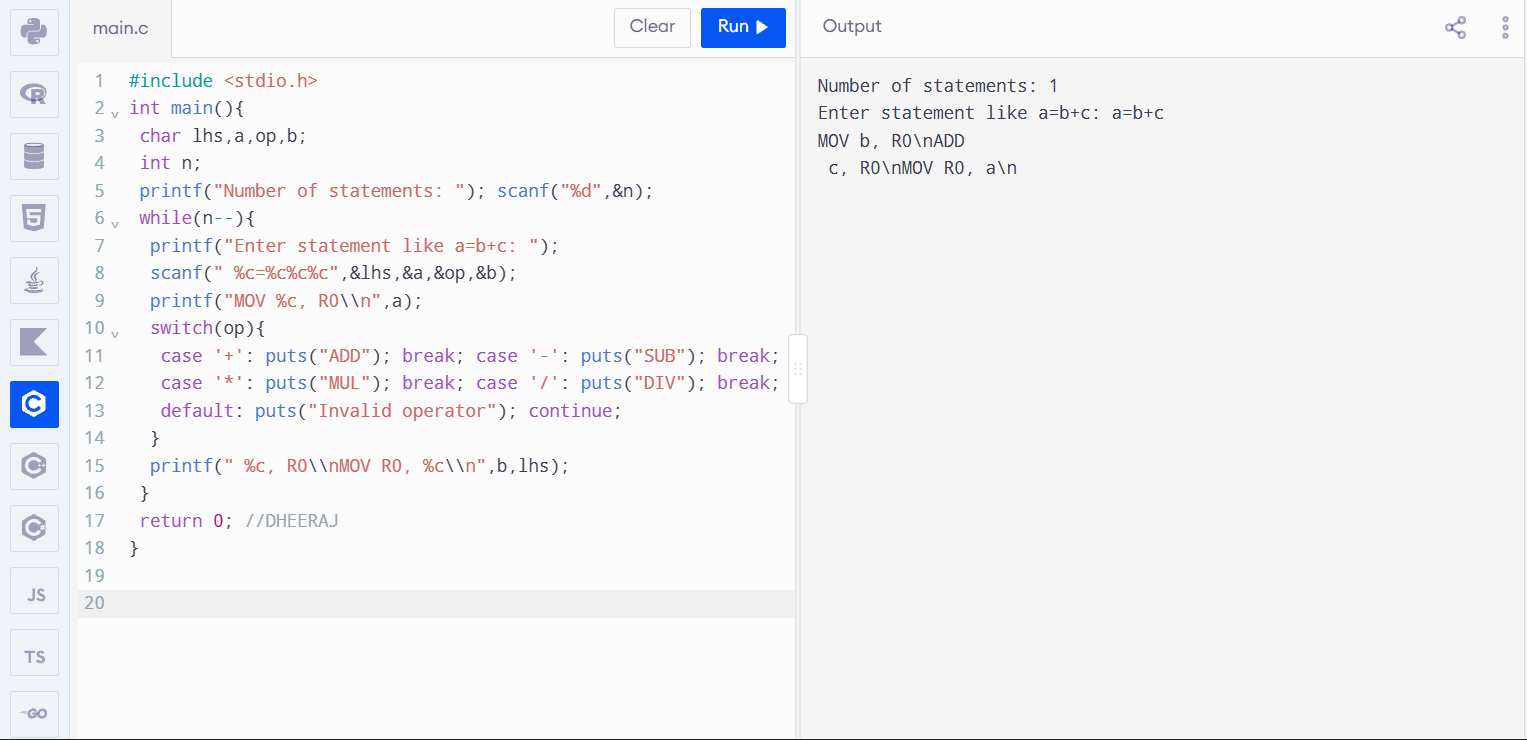 main.c
Clear
Run
Output
1 #include <stdio.h>
2 int main(){
3 char lhs,a,op,b;
4 int n;
5 printf("Number of statements: "); scanf("%d",&n);
6 while(n--){
7 printf("Enter statement like a=b+c: ");
8 scanf(" %c=%c%c%c",&lhs,&a,&op,&b);
9 printf("MOV %c, R0\\n",a);
10 switch(op){
11 case '+': puts("ADD"); break; case '-': puts("SUB"); break;
12 case '*': puts("MUL"); break; case '/': puts("DIV"); break;
13 default: puts("Invalid operator"); continue;
14 }
15 printf(" %c, R0\\nMOV R0, %c\\n",b,lhs);
16 }
17 return 0; //DHEERAJ
18 }
19
20
Number of statements: 1
Enter statement like a=b+c: a=b+c
MOV b, R0\nADD
c, R0\nMOV R0, a\n
R
5
C
C
C
JS
TS
GO